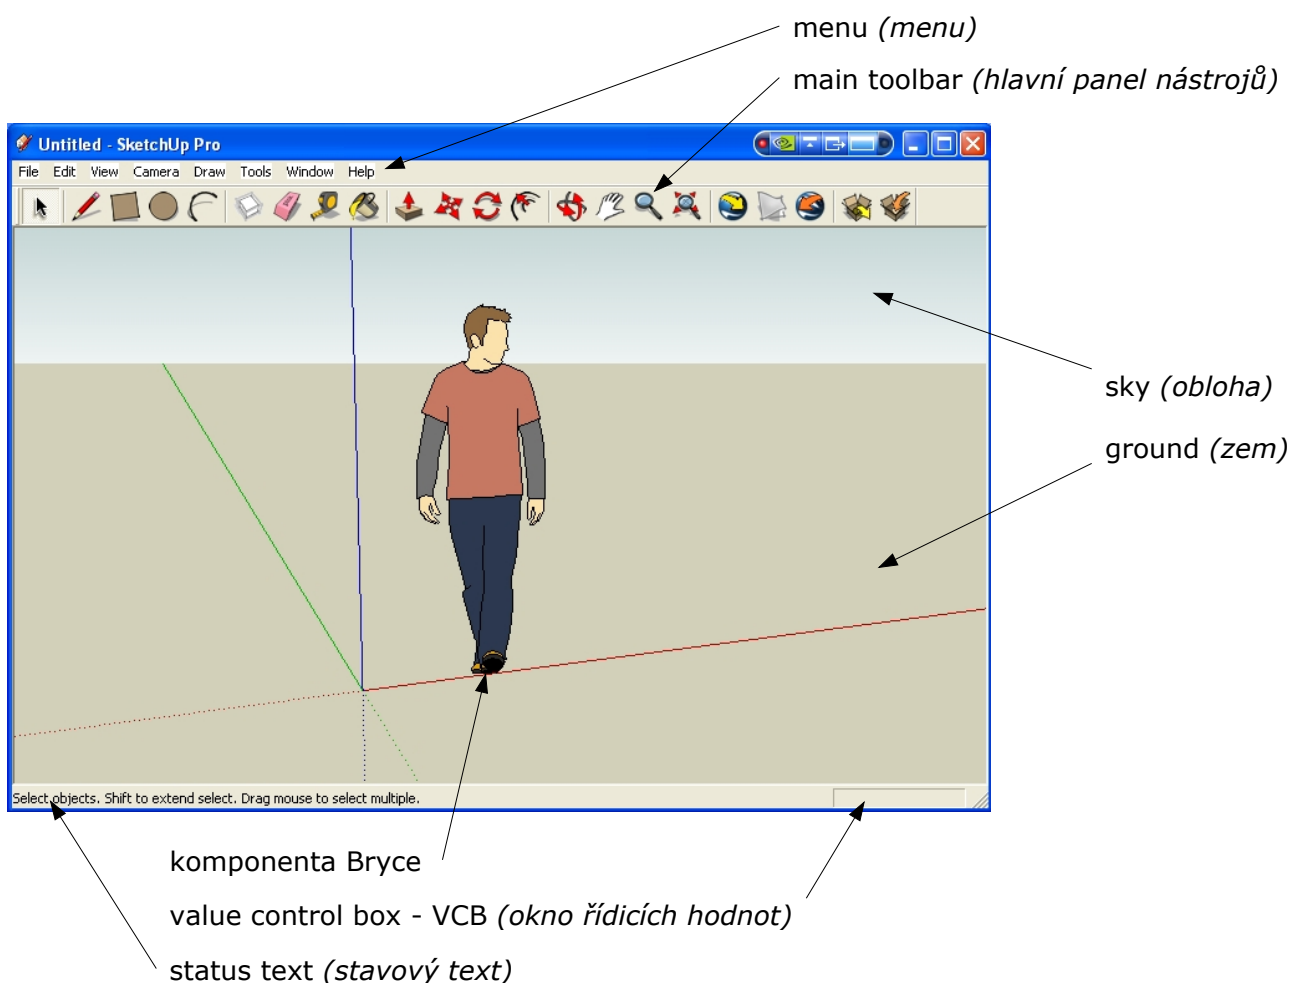 menu (menu)
main toolbar (hlavní panel nástrojů)
Untitled - SketchUp Pro
File Edit View Camera Draw Tools Window Help
sky (obloha)
ground (zem)
Select objects. Shift to extend select. Drag mouse to select multiple.
komponenta Bryce
value control box - VCB (okno řídicích hodnot)
status text (stavový text)